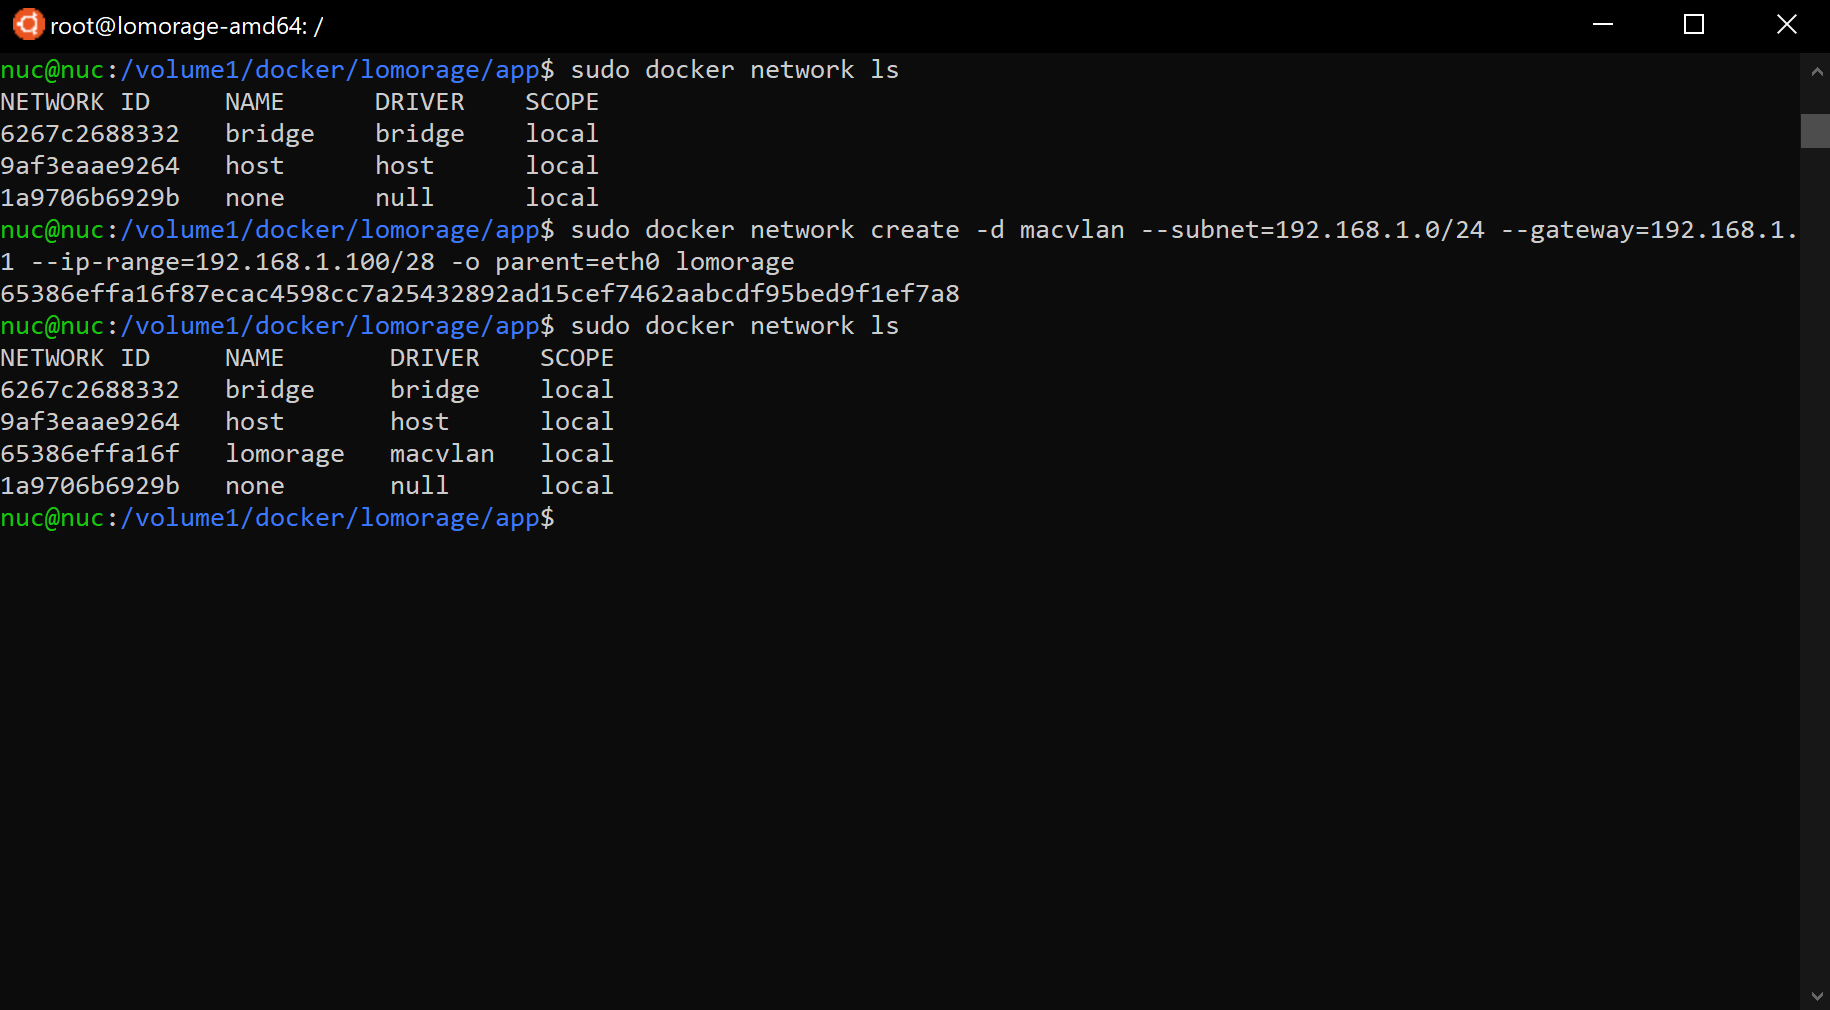 root@lomorage-amd64: /
nuc@nuc:/volume1/docker/lomorage/app$ sudo docker network ls
NETWORK ID     NAME      DRIVER    SCOPE
6267c2688332   bridge    bridge    local
9af3eaae9264   host      host      local
1a9706b6929b   none      null      local
nuc@nuc:/volume1/docker/lomorage/app$ sudo docker network create -d macvlan --subnet=192.168.1.0/24 --gateway=192.168.1.
1 --ip-range=192.168.1.100/28 -o parent=eth0 lomorage
65386effa16f87ecac4598cc7a25432892ad15cef7462aabcdf95bed9f1ef7a8
nuc@nuc:/volume1/docker/lomorage/app$ sudo docker network ls
NETWORK ID     NAME       DRIVER    SCOPE
6267c2688332   bridge     bridge    local
9af3eaae9264   host       host      local
65386effa16f   lomorage   macvlan   local
1a9706b6929b   none       null      local
nuc@nuc:/volume1/docker/lomorage/app$